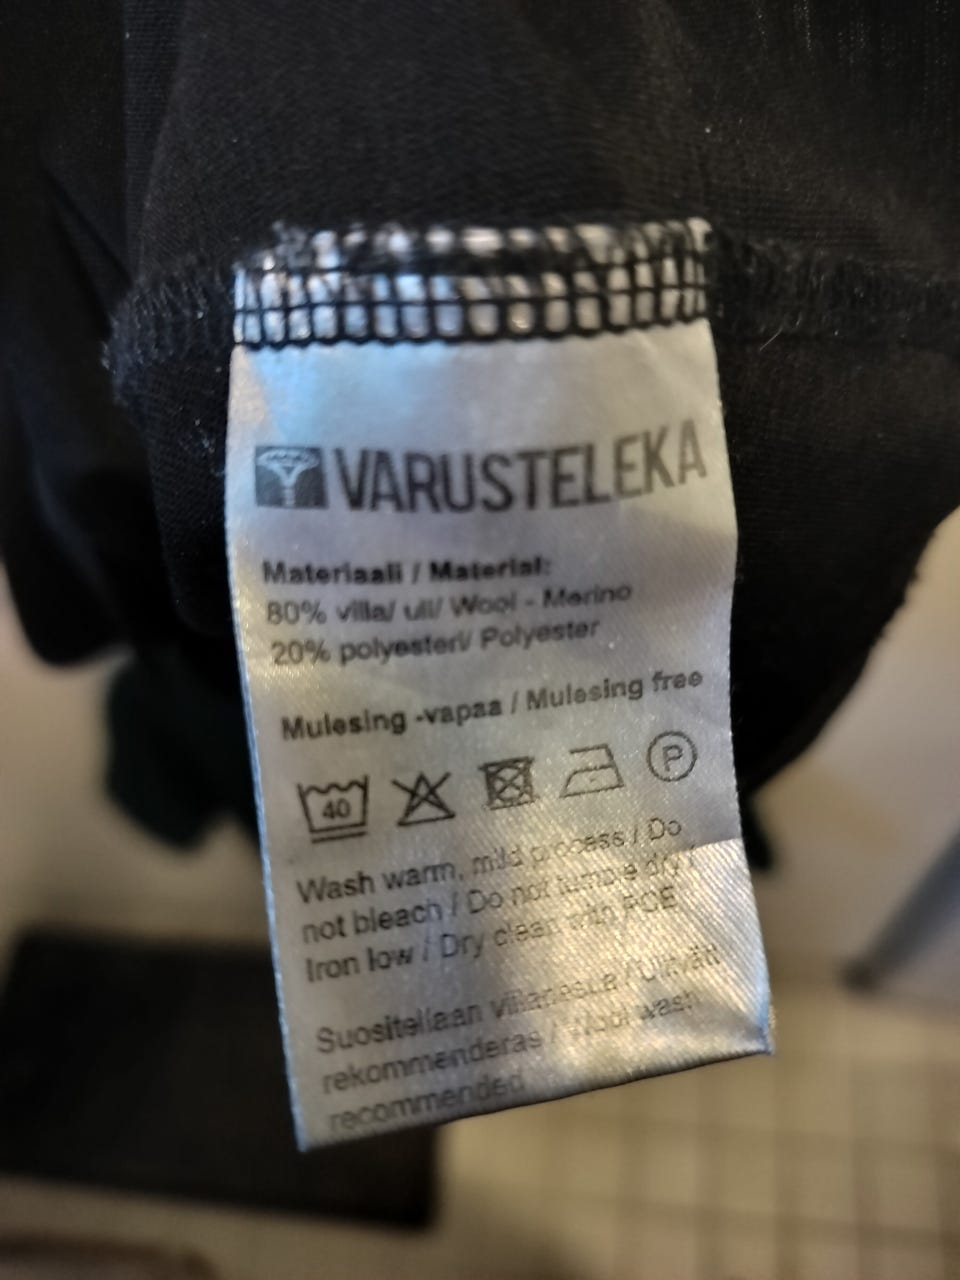 VARUSTELEKA
Materiaali / Material:
80% villa/ ull/ Wool - Merino
20% polyesteri/ Polyester
Mulesing -vapaa / Mulesing free
40 P
Wash warm, mild process / Do
not bleach / Do not tumble dry /
Iron low / Dry clean with PCE
Suositellaan villapesua / Ulltvätt
rekommenderas / Wool wash
recommended